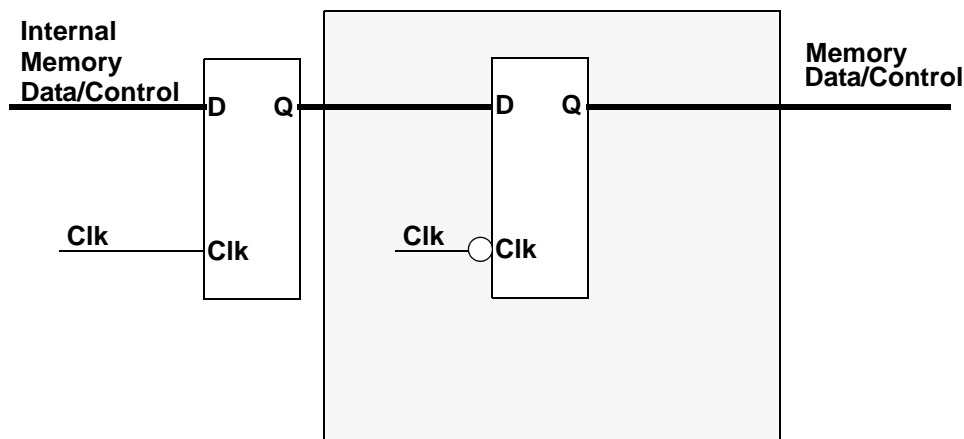 Internal
Memory
Data/Control
Memory
Data/Control
D Q
D Q
Clk
Clk
Clk
Clk